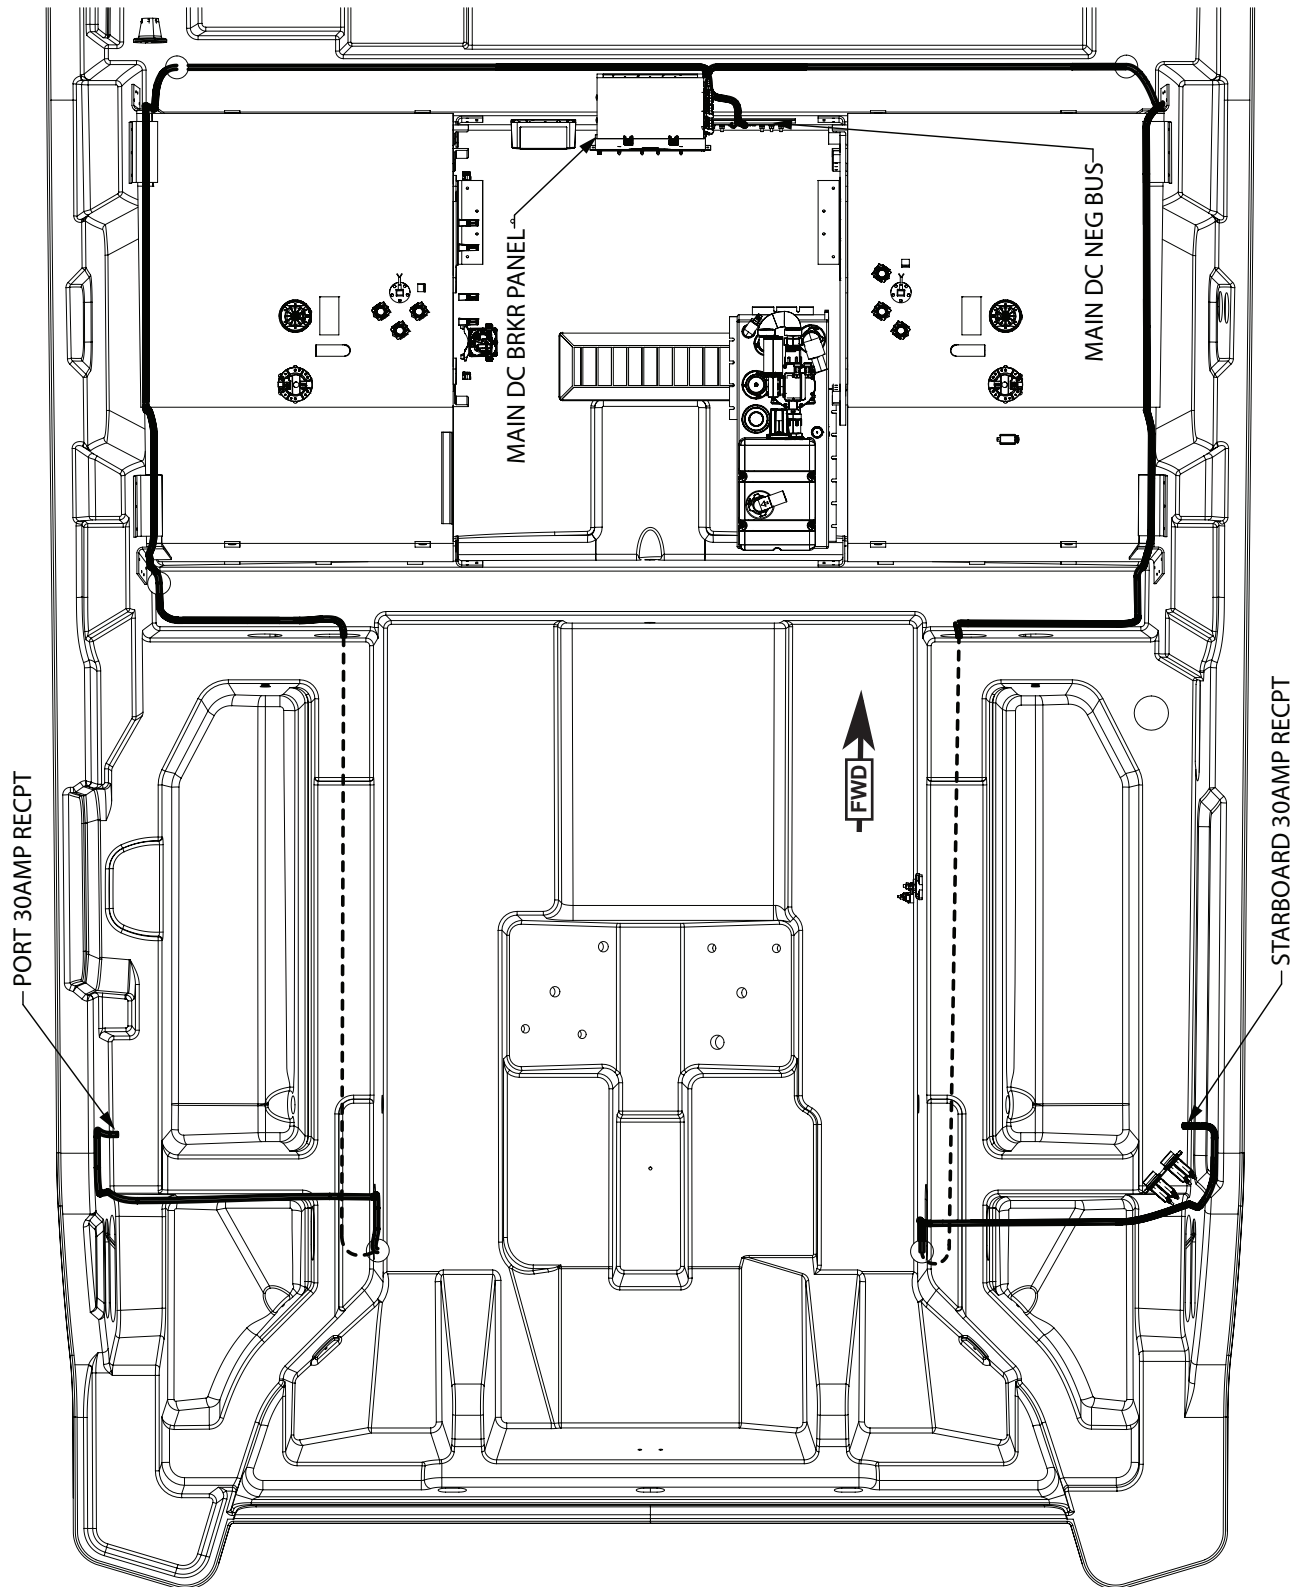 MAIN DC BRKR PANEL
MAIN DC NEG BUS
FWD
PORT 30AMP RECPT
STARBOARD 30AMP RECPT